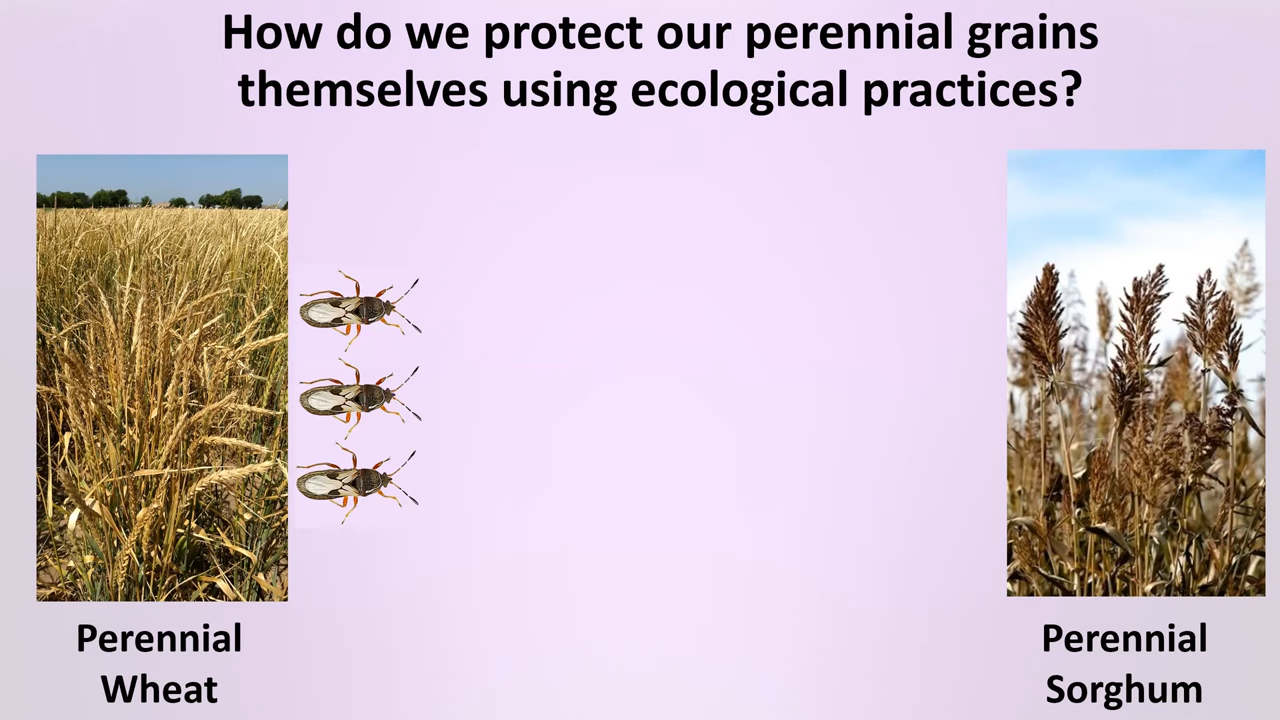 How do we protect our perennial grains
themselves using ecological practices?
Perennial
Wheat
Perennial
Sorghum